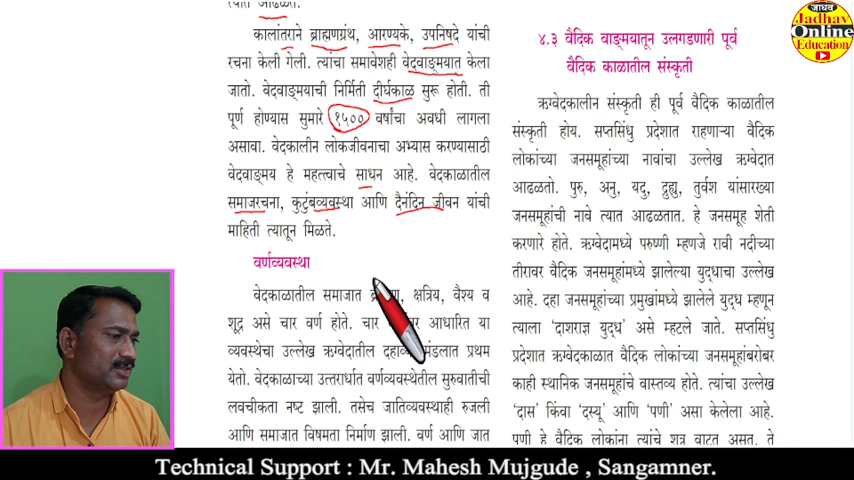 त्यात आढळते.
कालांतराने ब्राह्मणग्रंथ, आरण्यके, उपनिषदे यांची
रचना केली गेली. त्यांचा समावेशही वेदवाङ्मयात केला
जातो. वेदवाङ्मयाची निर्मिती दीर्घकाळ सुरू होती. ती
पूर्ण होण्यास सुमारे १५०० वर्षांचा अवधी लागला
असावा. वेदकालीन लोकजीवनाचा अभ्यास करण्यासाठी
वेदवाङ्मय हे महत्त्वाचे साधन आहे. वेदकाळातील
समाजरचना, कुटुंबव्यवस्था आणि दैनंदिन जीवन यांची
माहिती त्यातून मिळते.
वर्णव्यवस्था
वेदकाळातील समाजात क्षत्रिय, वैश्य व
शूद्र असे चार वर्ण होते. चार आधारित या
व्यवस्थेचा उल्लेख ऋग्वेदातील मंडलात प्रथम
येतो. वेदकाळाच्या उत्तरार्धात वर्णव्यवस्थेतील सुरुवातीची
लवचीकता नष्ट झाली. तसेच जातिव्यवस्थाही रुजली
आणि समाजात विषमता निर्माण झाली. वर्ण आणि जात
४.३ वैदिक वाङ्मयातून उलगडणारी पूर्व
वैदिक काळातील संस्कृती
ऋग्वेदकालीन संस्कृती ही पूर्व वैदिक काळातील
संस्कृती होय. सप्तसिंधु प्रदेशात राहणाऱ्या वैदिक
लोकांच्या जनसमूहांच्या नावांचा उल्लेख ऋग्वेदात
आढळतो. पुरु, अनु, यदु, द्रुह्यु, तुर्वश यांसारख्या
जनसमूहांची नावे त्यात आढळतात. हे जनसमूह शेती
करणारे होते. ऋग्वेदामध्ये परुष्णी म्हणजे रावी नदीच्या
तीरावर वैदिक जनसमूहांमध्ये झालेल्या युद्धाचा उल्लेख
आहे. दहा जनसमूहांच्या प्रमुखांमध्ये झालेले युद्ध म्हणून
त्याला ‘दाशराज्ञ युद्ध’ असे म्हटले जाते. सप्तसिंधु
प्रदेशात ऋग्वेदकाळात वैदिक लोकांच्या जनसमूहांबरोबर
काही स्थानिक जनसमूहांचे वास्तव्य होते. त्यांचा उल्लेख
‘दास’ किंवा ‘दस्यू’ आणि ‘पणी’ असा केलेला आहे.
पणी हे वैदिक लोकांना त्यांचे शत्रू वाटत असत. ते
जाधव
Jadhav
Online
Education
Technical Support : Mr. Mahesh Mujgude , Sangamner.